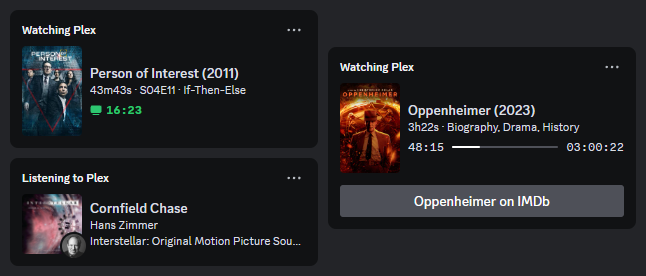 Watching Plex
PERSON OF INTEREST
Person of Interest (2011)
43m43s · S04E11 · If-Then-Else
16:23
Listening to Plex
Cornfield Chase
Hans Zimmer
Interstellar: Original Motion Picture Sou...
Watching Plex
OPPENHEIMER
Oppenheimer (2023)
3h22s · Biography, Drama, History
48:15
03:00:22
Oppenheimer on IMDb